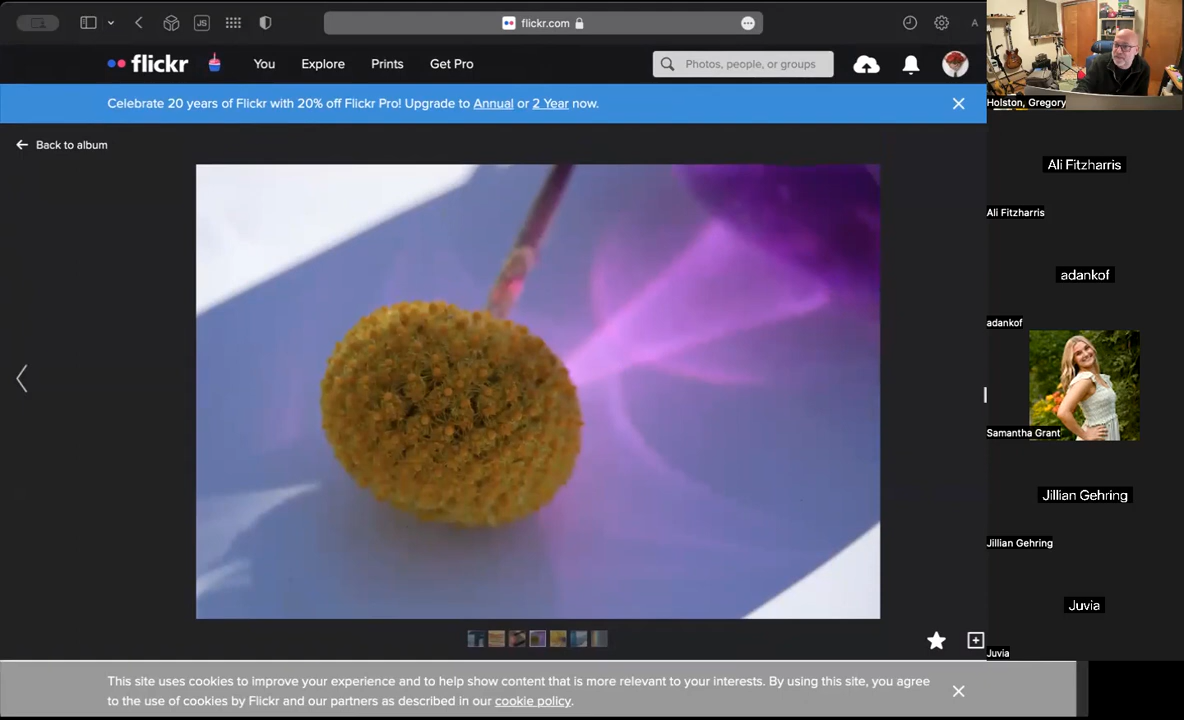 JS
flickr.com
A
flickr
You
Explore
Prints
Get Pro
Photos, people, or groups
Celebrate 20 years of Flickr with 20% off Flickr Pro! Upgrade to Annual or 2 Year now.
Back to album
Holston, Gregory
Ali Fitzharris
Ali Fitzharris
adankof
adankof
Samantha Grant
Jillian Gehring
Jillian Gehring
Juvia
Juvia
This site uses cookies to improve your experience and to help show content that is more relevant to your interests. By using this site, you agree
to the use of cookies by Flickr and our partners as described in our cookie policy.